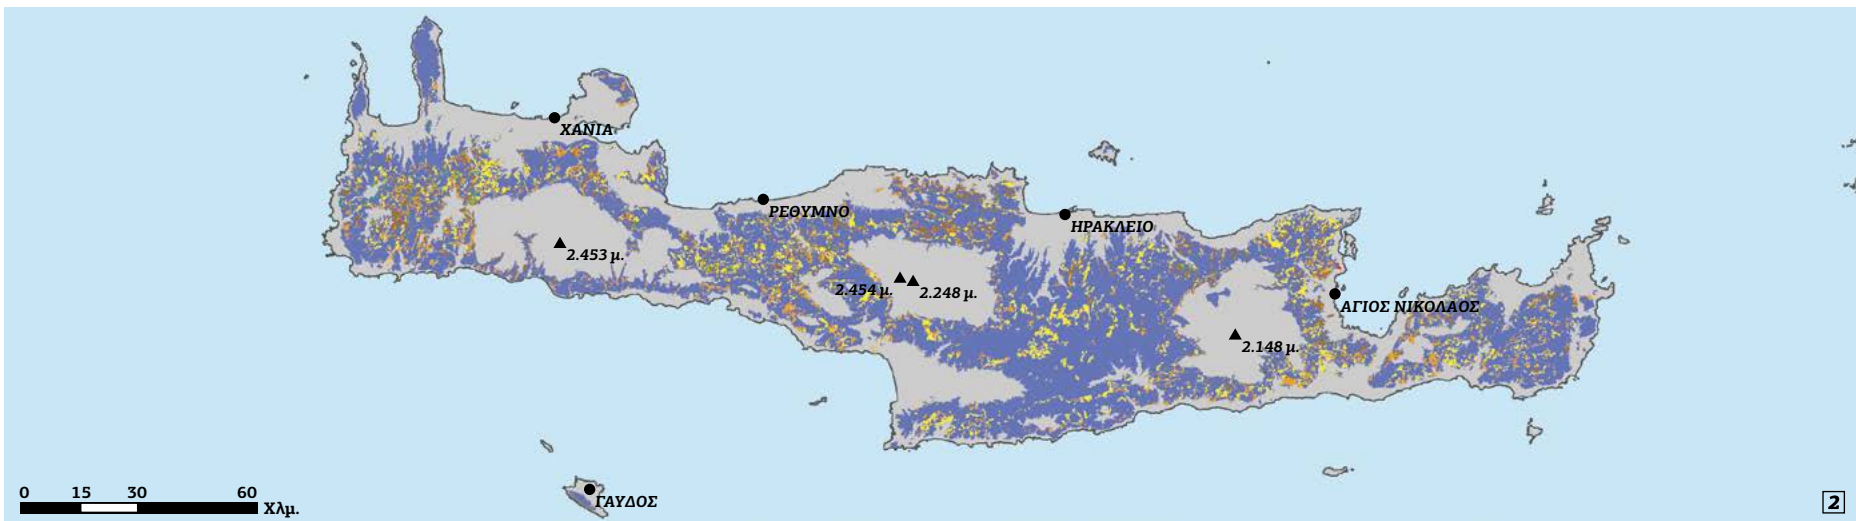 ΧΑΝΙΑ
ΡΕΘΥΜΝΟ
ΗΡΑΚΛΕΙΟ
2.453 μ.
2.454 μ.
2.248 μ.
ΑΓΙΟΣ ΝΙΚΟΛΑΟΣ
2.148 μ.
0 15 30 60
Χλμ.
ΓΑΥΔΟΣ
2